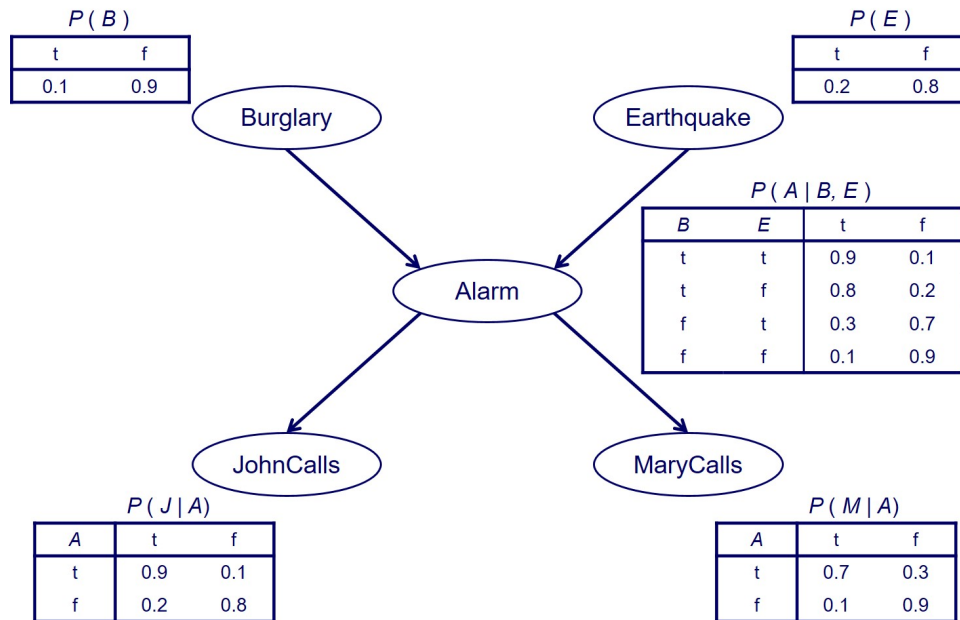 P ( B )
t f
0.1 0.9
P ( E )
t f
0.2 0.8
Burglary
Earthquake
P ( A | B, E )
B E t f
t t 0.9 0.1
t f 0.8 0.2
f t 0.3 0.7
f f 0.1 0.9
Alarm
JohnCalls
MaryCalls
P ( J | A)
A t f
t 0.9 0.1
f 0.2 0.8
P ( M | A)
A t f
t 0.7 0.3
f 0.1 0.9